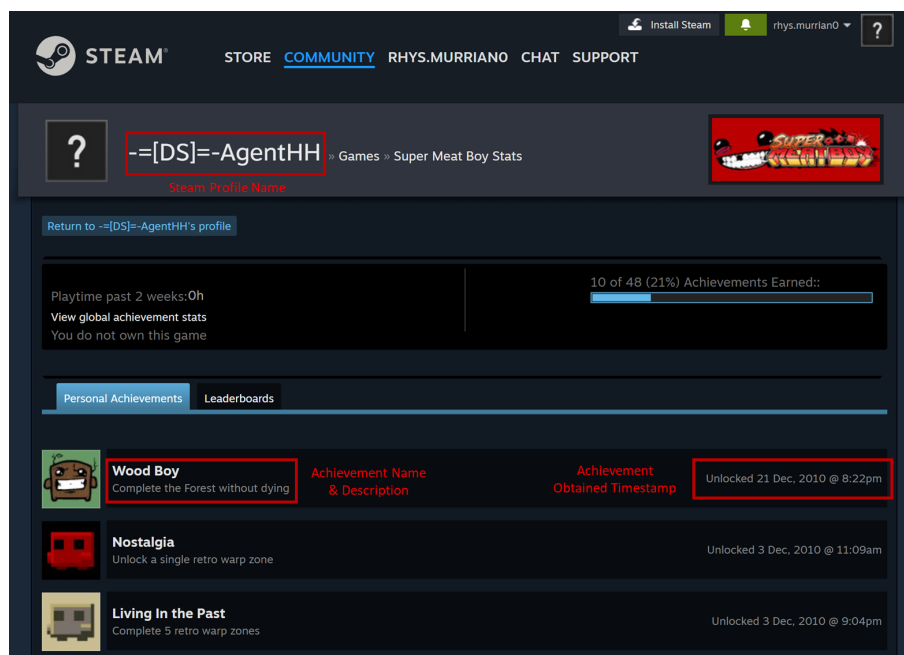 Install Steam
rhys.murrian0
?
STEAM®
STORE COMMUNITY RHYS.MURRIAN0 CHAT SUPPORT
?
-=[DS]=-AgentHH » Games » Super Meat Boy Stats
SUPER MEAT BOY
Steam Profile Name
Return to -=[DS]=-AgentHH's profile
Playtime past 2 weeks:0h
View global achievement stats
You do not own this game
10 of 48 (21%) Achievements Earned::
Personal Achievements Leaderboards
Wood Boy
Complete the Forest without dying
Achievement Name
& Description
Achievement
Obtained Timestamp
Unlocked 21 Dec, 2010 @ 8:22pm
Nostalgia
Unlock a single retro warp zone
Unlocked 3 Dec, 2010 @ 11:09am
Living In the Past
Complete 5 retro warp zones
Unlocked 3 Dec, 2010 @ 9:04pm